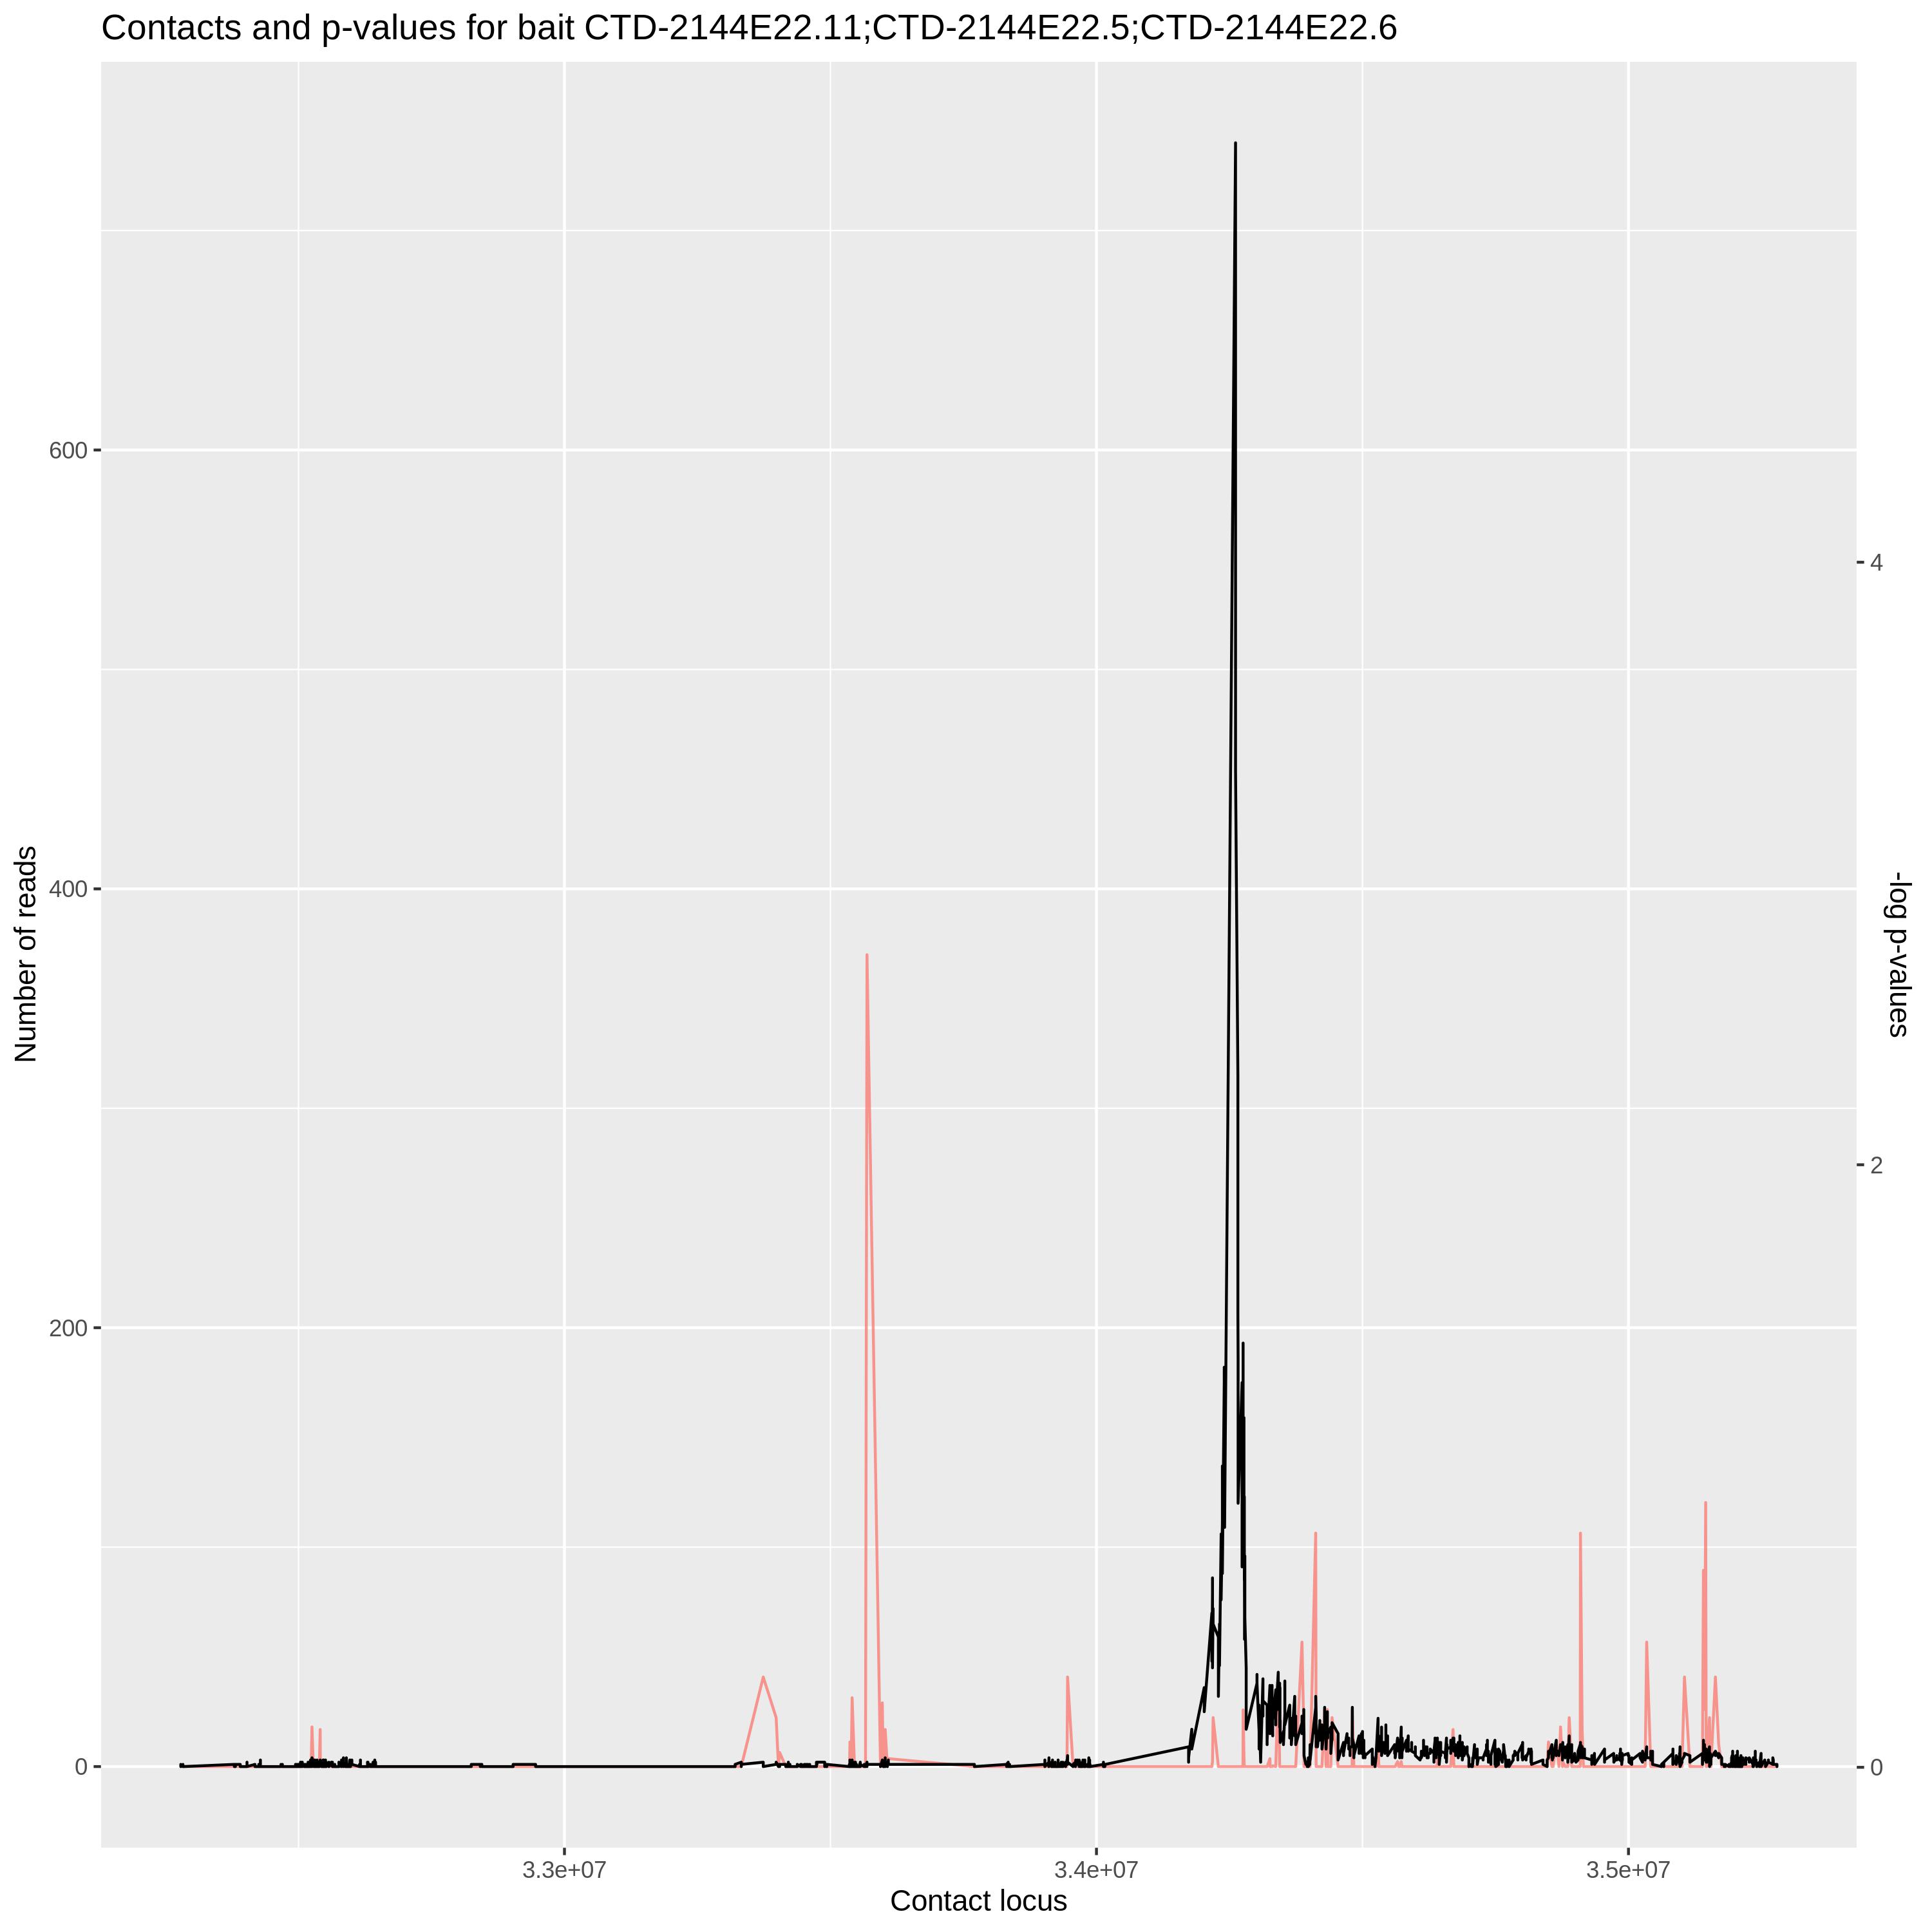 Contacts and p-values for bait CTD-2144E22.11;CTD-2144E22.5;CTD-2144E22.6
Number of reads
600
400
200
0
4
2
0
-log p-values
3.3e+07
3.4e+07
3.5e+07
Contact locus